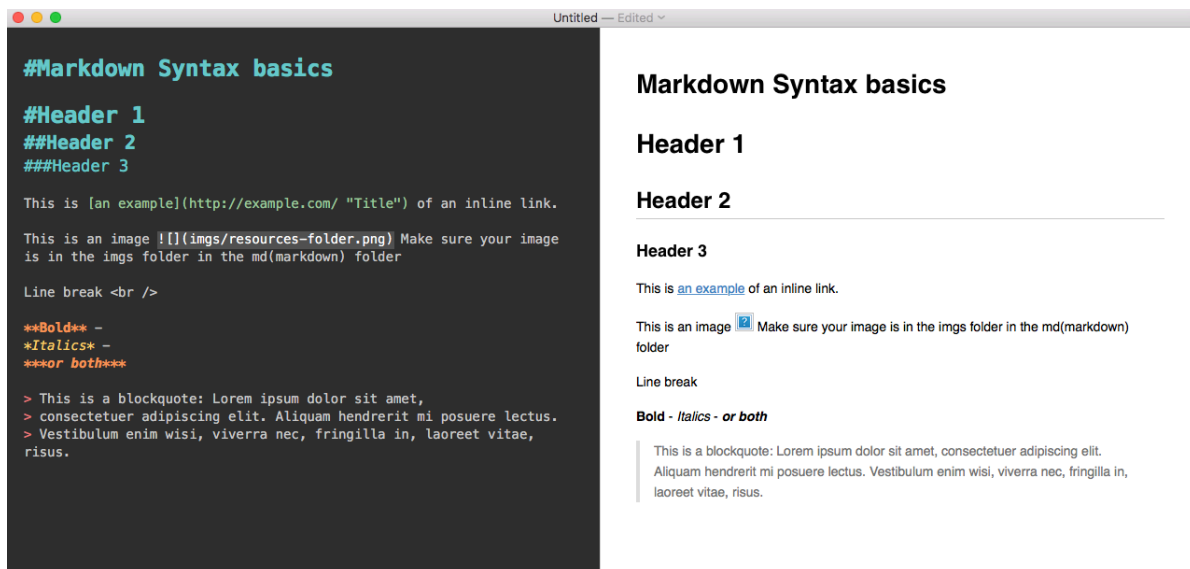 Untitled — Edited
#Markdown Syntax basics
#Header 1
##Header 2
###Header 3
This is [an example](http://example.com/ "Title") of an inline link.
This is an image ![](imgs/resources-folder.png) Make sure your image
is in the imgs folder in the md(markdown) folder
Line break <br />
**Bold** -
*Italics* -
***or both***
> This is a blockquote: Lorem ipsum dolor sit amet,
> consectetuer adipiscing elit. Aliquam hendrerit mi posuere lectus.
> Vestibulum enim wisi, viverra nec, fringilla in, laoreet vitae,
risus.
Markdown Syntax basics
Header 1
Header 2
Header 3
This is an example of an inline link.
This is an image ? Make sure your image is in the imgs folder in the md(markdown)
folder
Line break
Bold - Italics - or both
This is a blockquote: Lorem ipsum dolor sit amet, consectetuer adipiscing elit.
Aliquam hendrerit mi posuere lectus. Vestibulum enim wisi, viverra nec, fringilla in,
laoreet vitae, risus.